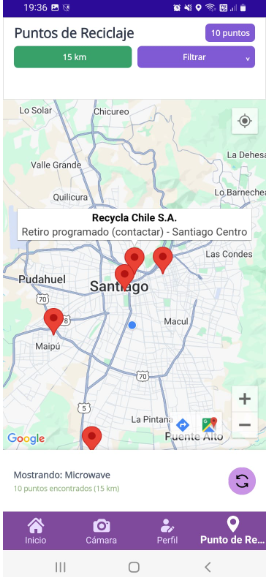 19:36
Puntos de Reciclaje
10 puntos
15 km
Filtrar
Lo Solar
Chicureo
La Dehesa
Valle Grande
Lo Barneche
Quilicura
Recycla Chile S.A.
Retiro programado (contactar) - Santiago Centro
Las Condes
Pudahuel
Santiago
70
Macul
Maipú
70
5
La Pintana
Puente Alto
Google
Mostrando: Microwave
10 puntos encontrados (15 km)
Inicio
Cámara
Perfil
Punto de Re...